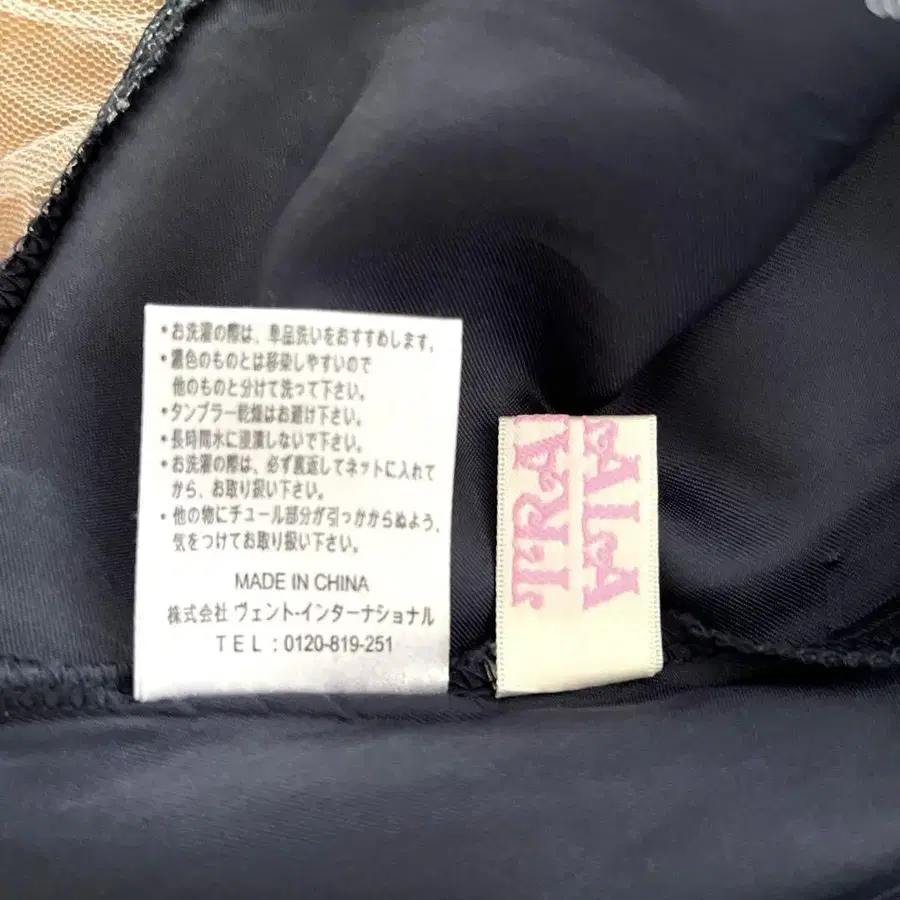 •お洗濯の際は、単品洗いをおすすめします。
•濃色のものとは移染しやすいので
他のものと分けて洗って下さい。
•タンブラー乾燥はお避け下さい。
•長時間水に浸漬しないで下さい。
•お洗濯の際は、必ず裏返してネットに入れて
から、お取り扱い下さい。
•他の物にチュール部分が引っかからぬよう、
気をつけてお取り扱い下さい。
MADE IN CHINA
株式会社 ヴェント・インターナショナル
TEL:0120-819-251
TRA